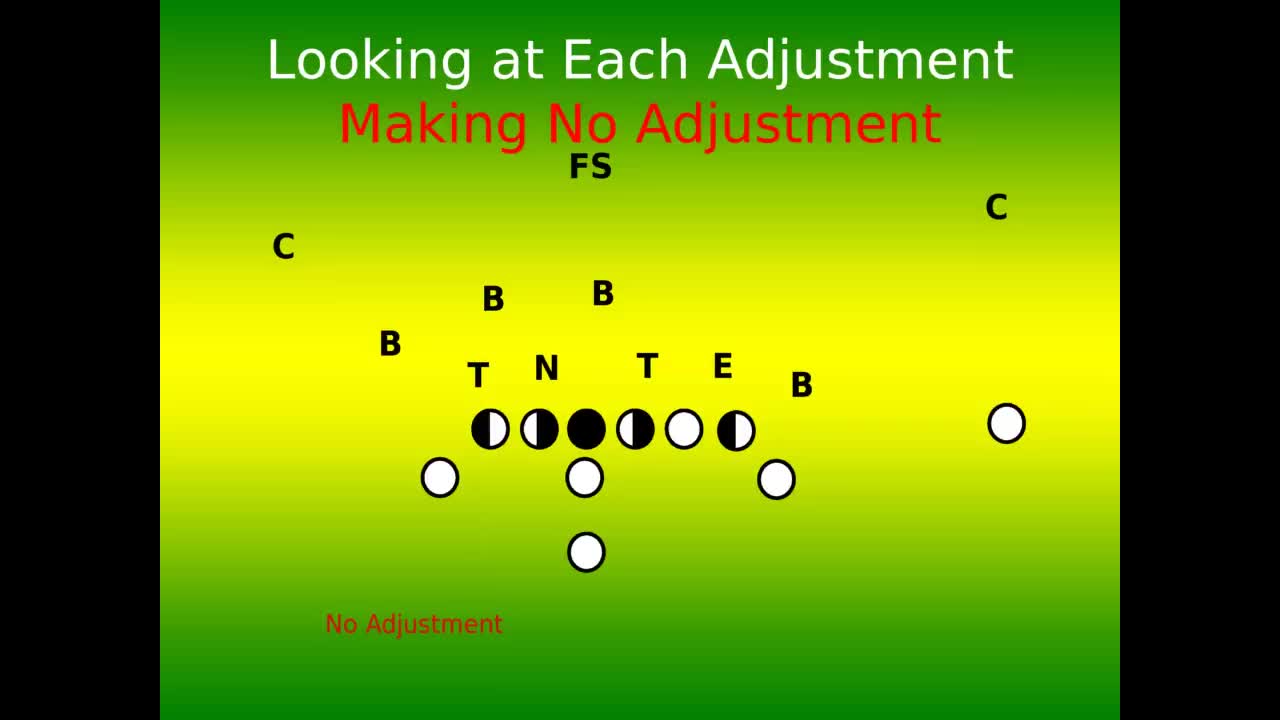 Looking at Each Adjustment
Making No Adjustment
FS
C
C
B B
B
T N T E B
No Adjustment